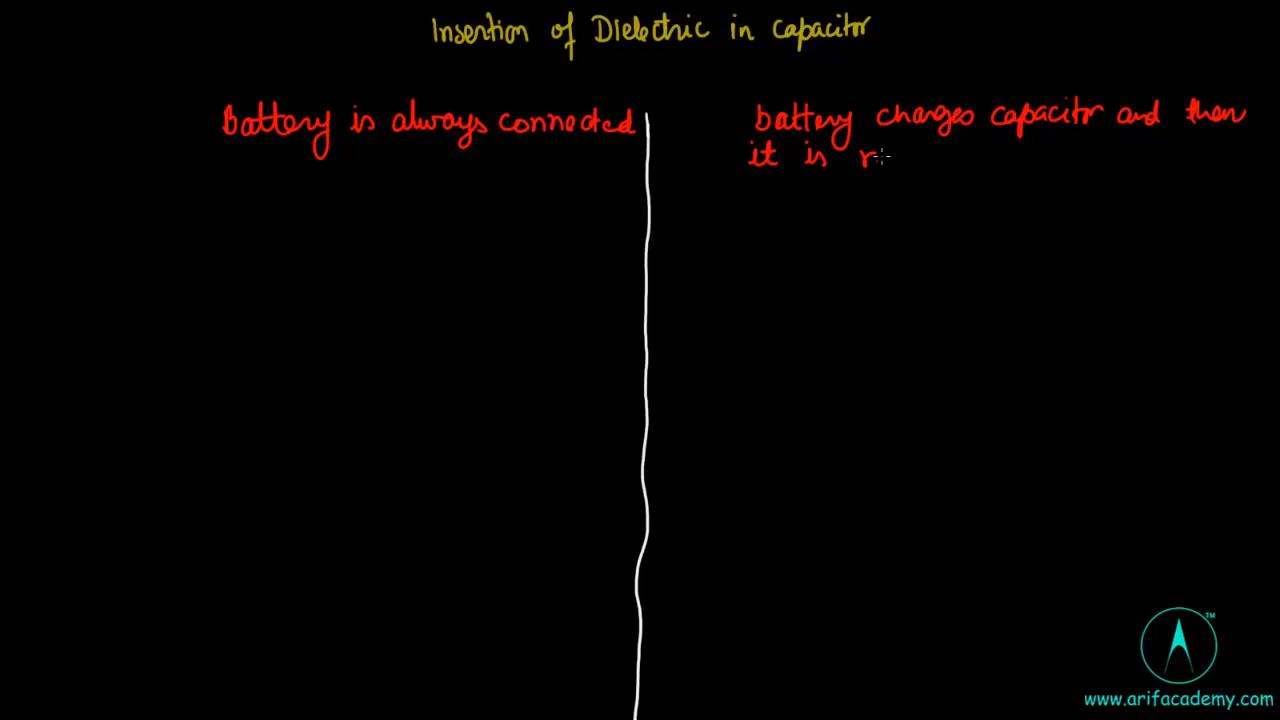 Insertion of Dielectric in capacitor
Battery is always connected
battery charges capacitor and then
it is r
TM
www.arifacademy.com